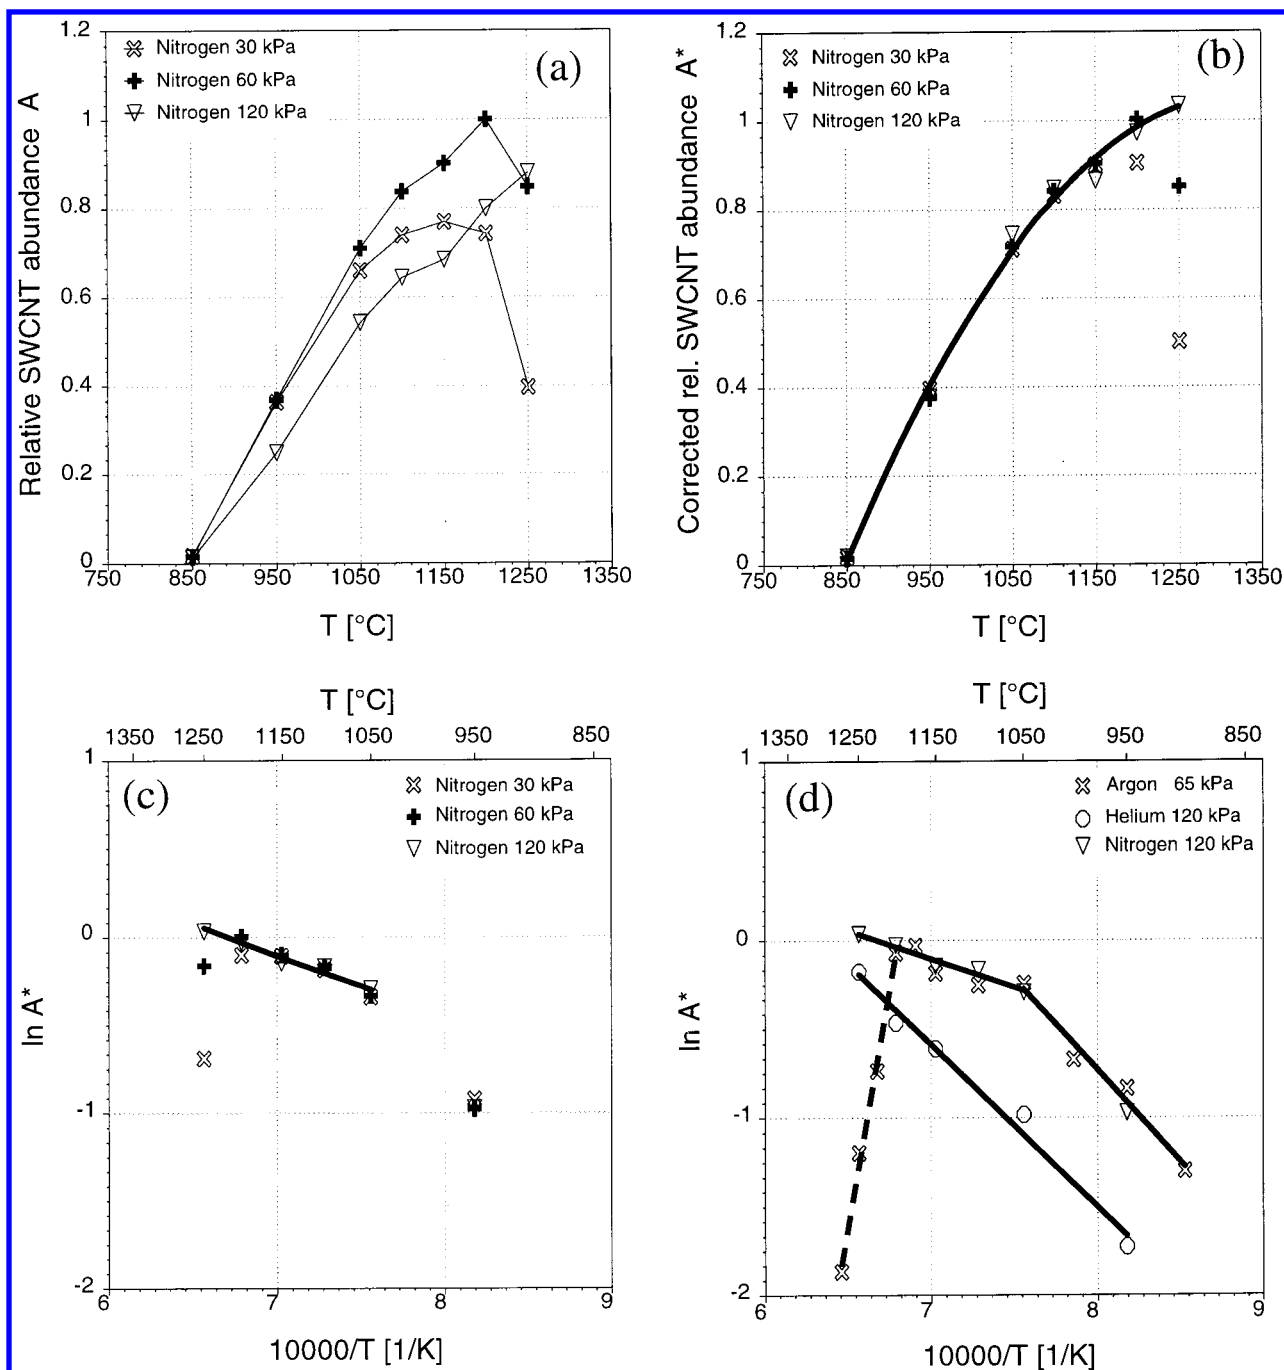 (a)
Nitrogen 30 kPa
Nitrogen 60 kPa
Nitrogen 120 kPa
Relative SWCNT abundance A
1.2
1
0.8
0.6
0.4
0.2
0
750 850 950 1050 1150 1250 1350
T [°C]
(b)
Nitrogen 30 kPa
Nitrogen 60 kPa
Nitrogen 120 kPa
Corrected rel. SWCNT abundance A*
1.2
1
0.8
0.6
0.4
0.2
0
750 850 950 1050 1150 1250 1350
T [°C]
T [°C]
1350 1250 1150 1050 950 850
(c)
Nitrogen 30 kPa
Nitrogen 60 kPa
Nitrogen 120 kPa
ln A*
1
0
-1
-2
6 7 8 9
10000/T [1/K]
T [°C]
1350 1250 1150 1050 950 850
(d)
Argon 65 kPa
Helium 120 kPa
Nitrogen 120 kPa
ln A*
1
0
-1
-2
6 7 8 9
10000/T [1/K]